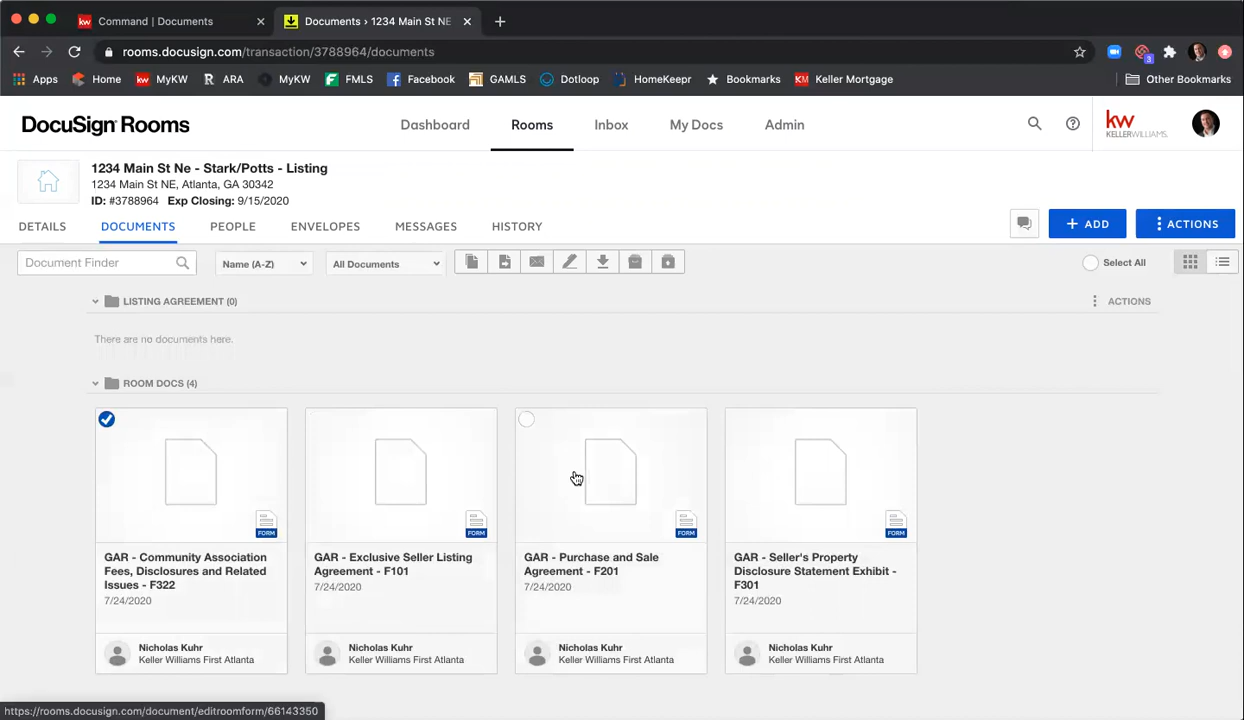 Command | Documents
Documents › 1234 Main St NE
rooms.docusign.com/transaction/3788964/documents
Apps
Home
kw MyKW
R ARA
MyKW
FMLS
Facebook
GAMLS
Dotloop
HomeKeepr
Bookmarks
KM Keller Mortgage
Other Bookmarks
DocuSign Rooms
Dashboard
Rooms
Inbox
My Docs
Admin
kw
KELLERWILLIAMS.
1234 Main St Ne - Stark/Potts - Listing
1234 Main St NE, Atlanta, GA 30342
ID: #3788964 Exp Closing: 9/15/2020
DETAILS
DOCUMENTS
PEOPLE
ENVELOPES
MESSAGES
HISTORY
+ ADD
ACTIONS
Document Finder
Name (A-Z)
All Documents
Select All
LISTING AGREEMENT (0)
ACTIONS
There are no documents here.
ROOM DOCS (4)
FORM
FORM
FORM
FORM
GAR - Community Association
Fees, Disclosures and Related
Issues - F322
7/24/2020
Nicholas Kuhr
Keller Williams First Atlanta
GAR - Exclusive Seller Listing
Agreement - F101
7/24/2020
Nicholas Kuhr
Keller Williams First Atlanta
GAR - Purchase and Sale
Agreement - F201
7/24/2020
Nicholas Kuhr
Keller Williams First Atlanta
GAR - Seller's Property
Disclosure Statement Exhibit -
F301
7/24/2020
Nicholas Kuhr
Keller Williams First Atlanta
https://rooms.docusign.com/document/editroomform/66143350